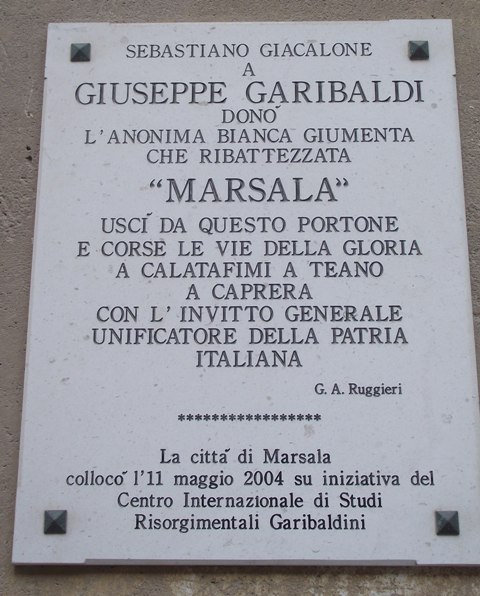 SEBASTIANO GIACALONE
A
GIUSEPPE GARIBALDI
DONÒ
L'ANONIMA BIANCA GIUMENTA
CHE RIBATTEZZATA
“MARSALA”
USCÌ DA QUESTO PORTONE
E CORSE LE VIE DELLA GLORIA
A CALATAFIMI A TEANO
A CAPRERA
CON L'INVITTO GENERALE
UNIFICATORE DELLA PATRIA
ITALIANA
G. A. Ruggieri
*****************
La città di Marsala
collocò l'11 maggio 2004 su iniziativa del
Centro Internazionale di Studi
Risorgimentali Garibaldini